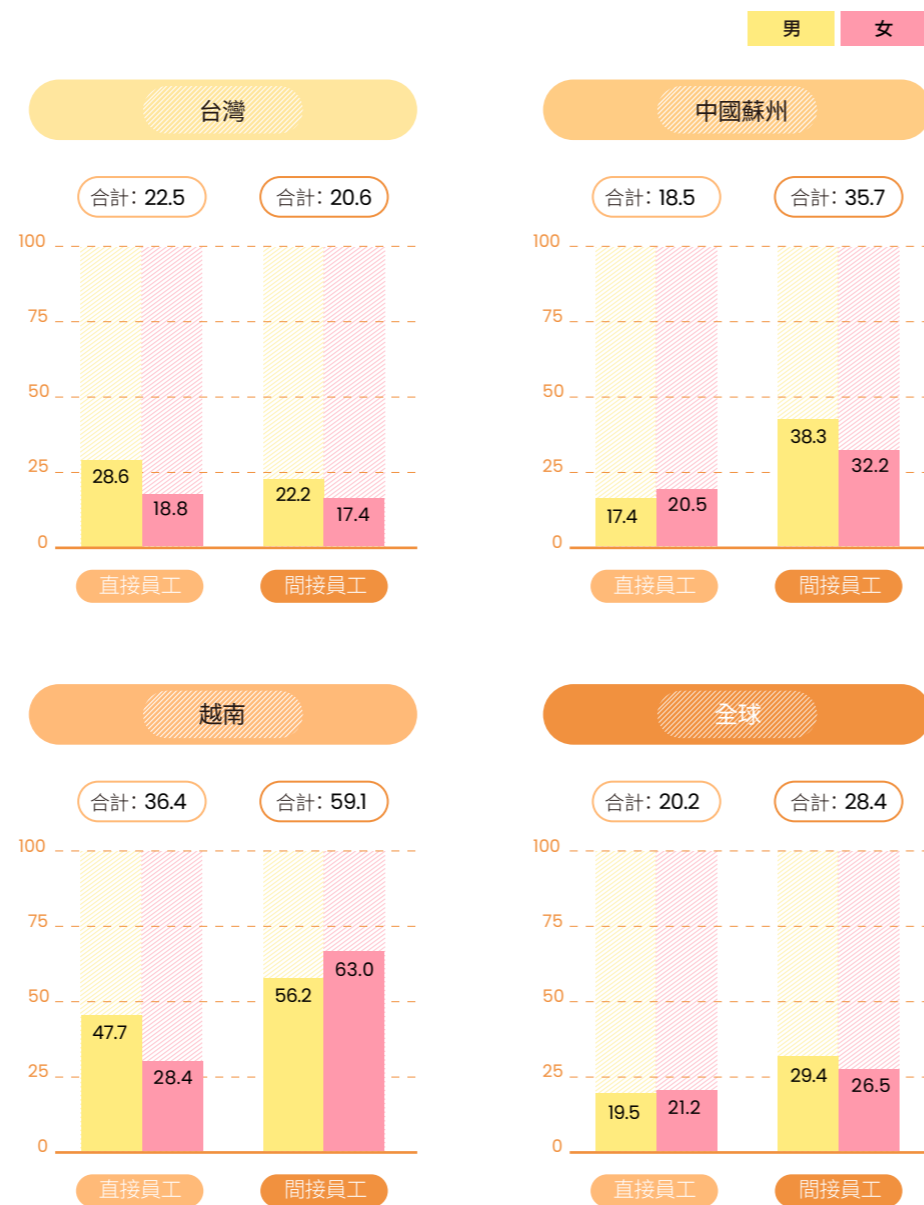 男 女
台灣
合計：22.5 合計：20.6
100
75
50
25
0
28.6 18.8 22.2 17.4
直接員工 間接員工
中國蘇州
合計：18.5 合計：35.7
100
75
50
25
0
17.4 20.5 38.3 32.2
直接員工 間接員工
越南
合計：36.4 合計：59.1
100
75
50
25
0
47.7 28.4 56.2 63.0
直接員工 間接員工
全球
合計：20.2 合計：28.4
100
75
50
25
0
19.5 21.2 29.4 26.5
直接員工 間接員工